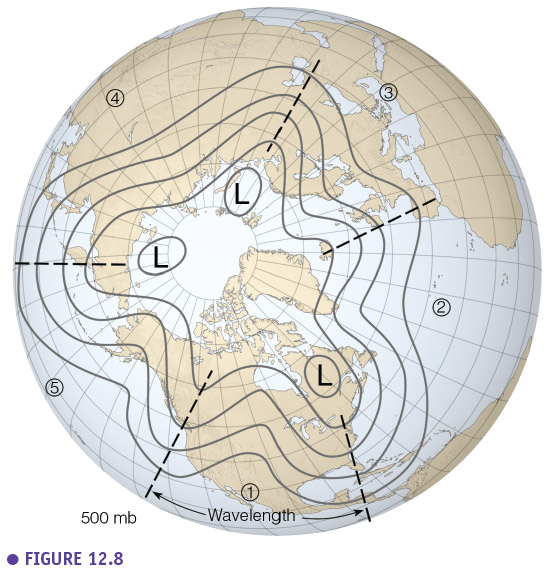 ④
③
L
L
②
L
⑤
①
500 mb
Wavelength
● FIGURE 12.8